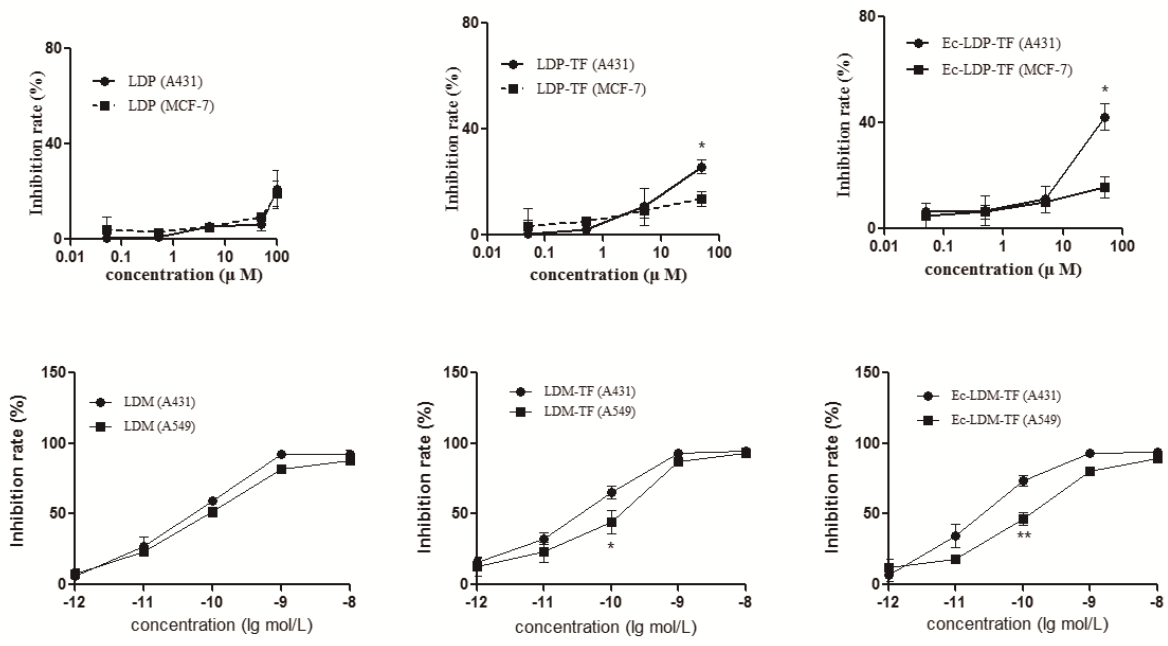 80
40
0
0.01
0.1
1
10
100
Inhibition rate (%)
concentration (µ M)
LDP (A431)
LDP (MCF-7)
80
40
0
0.01
0.1
1
10
100
Inhibition rate (%)
concentration (µ M)
LDP-TF (A431)
LDP-TF (MCF-7)
*
80
40
0
0.01
0.1
1
10
100
Inhibition rate (%)
concentration (µ M)
Ec-LDP-TF (A431)
Ec-LDP-TF (MCF-7)
*
150
100
50
0
-12
-11
-10
-9
-8
Inhibition rate (%)
concentration (lg mol/L)
LDM (A431)
LDM (A549)
150
100
50
0
-12
-11
-10
-9
-8
Inhibition rate (%)
concentration (lg mol/L)
LDM-TF (A431)
LDM-TF (A549)
*
150
100
50
0
-12
-11
-10
-9
-8
Inhibition rate (%)
concentration (lg mol/L)
Ec-LDM-TF (A431)
Ec-LDM-TF (A549)
**